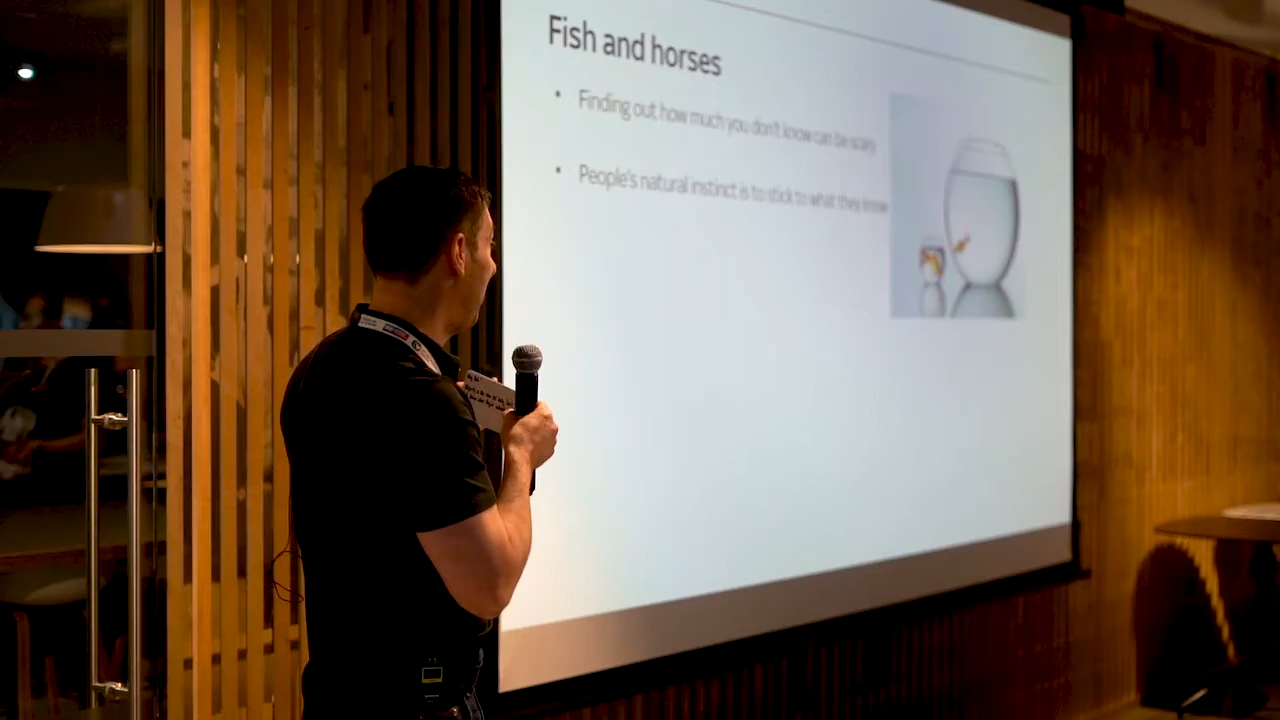 Fish and horses
• Finding out how much you don't know can be scary
• People's natural instinct is to stick to what they know